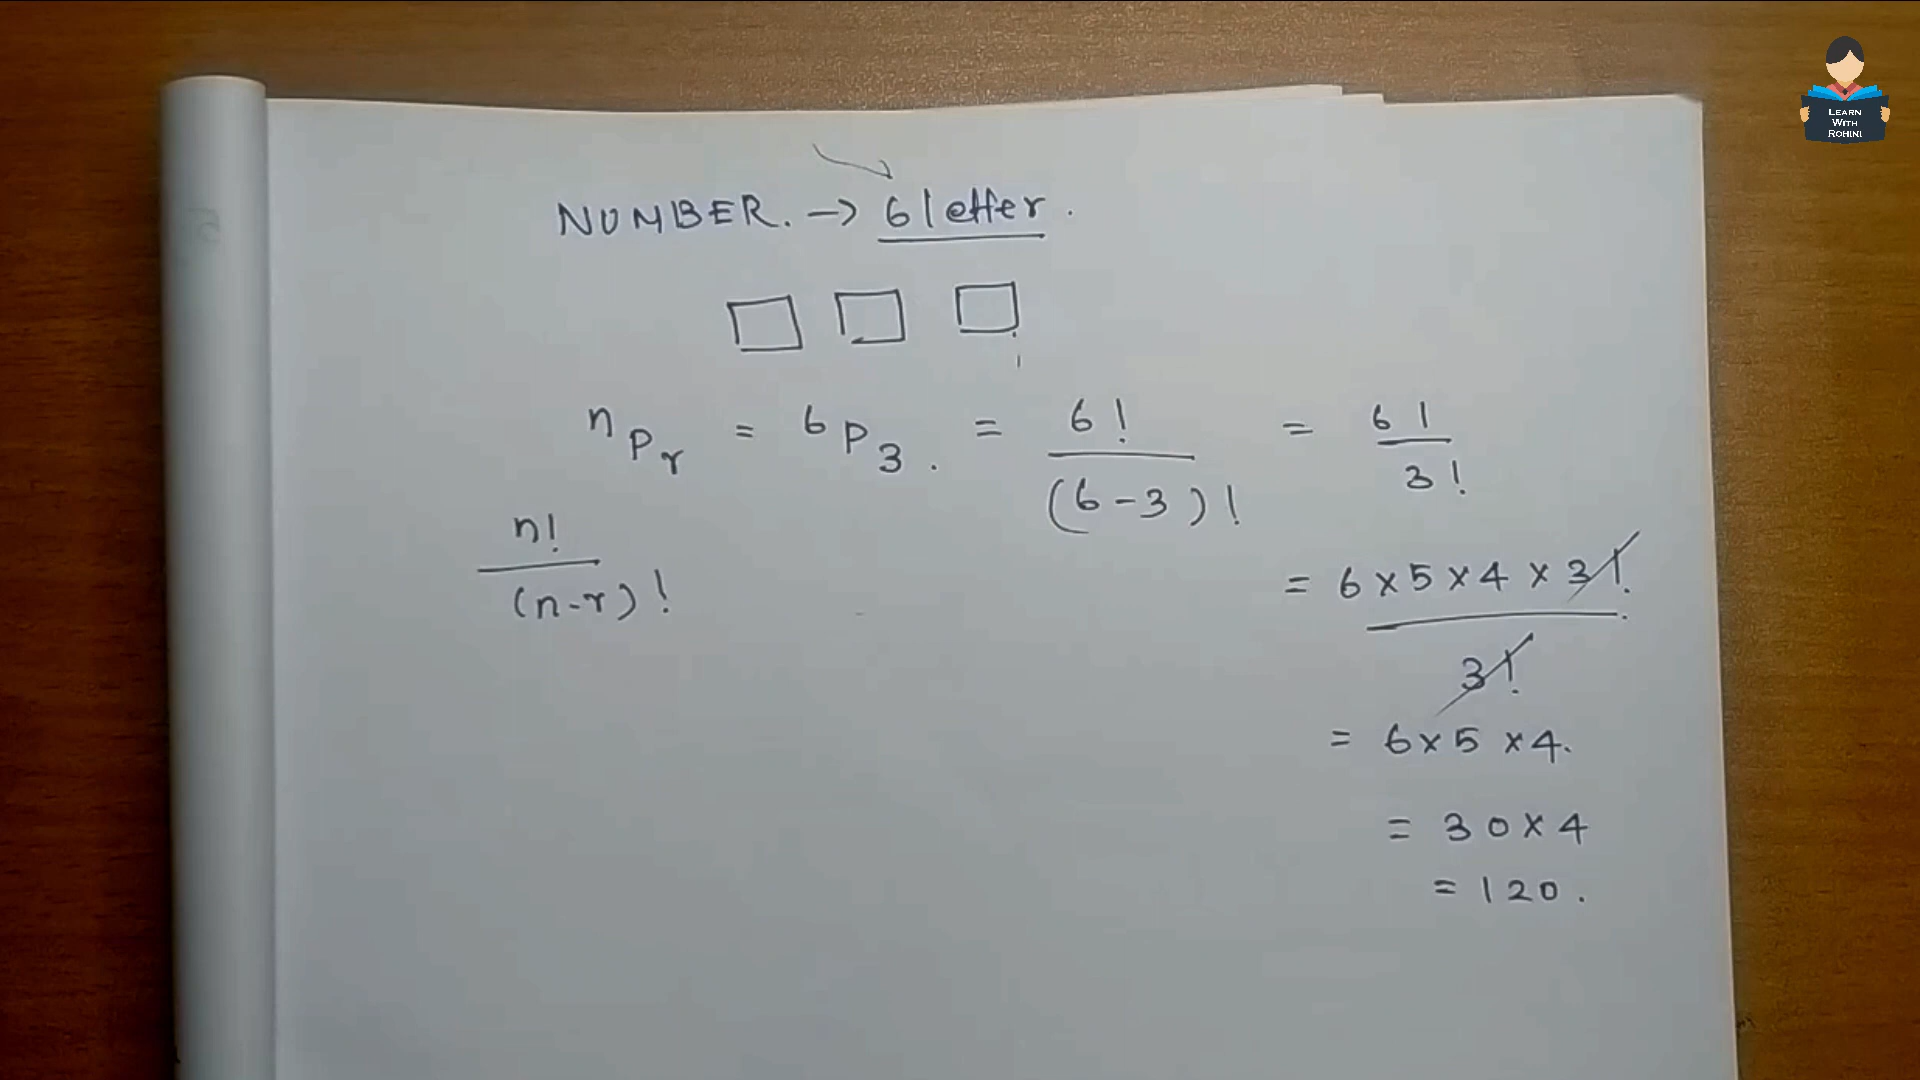 LEARN
WITH
ROHINI
NUMBER. → 6 letter.
nPr = 6P3. = 6! / (6-3)! = 6! / 3!
n! / (n-r)!
= 6 × 5 × 4 × 3! / 3!
= 6 × 5 × 4.
= 30 × 4
= 120.